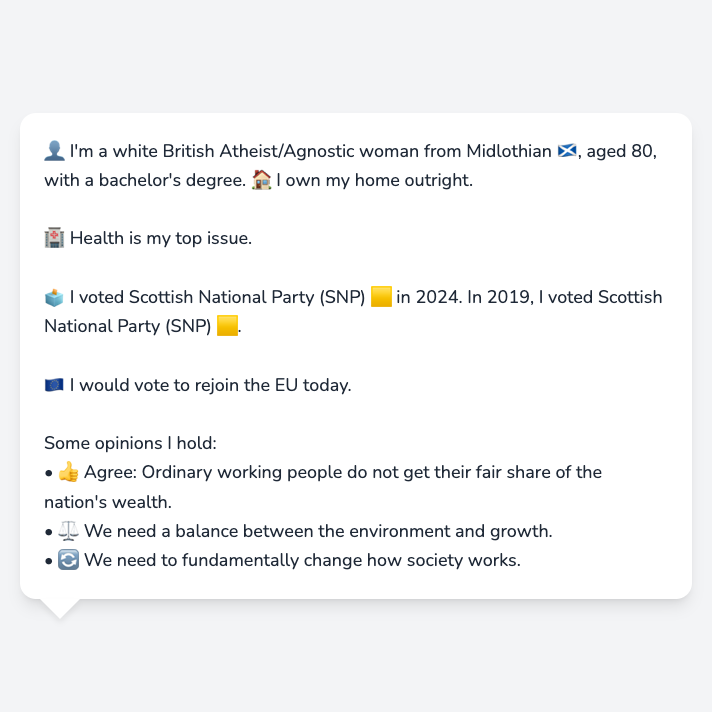 👤 I'm a white British Atheist/Agnostic woman from Midlothian 🏴󠁧󠁢󠁳󠁣󠁴󠁿, aged 80,
with a bachelor's degree. 🏠 I own my home outright.
🏥 Health is my top issue.
🗳️ I voted Scottish National Party (SNP) 🟨 in 2024. In 2019, I voted Scottish
National Party (SNP) 🟨.
🇪🇺 I would vote to rejoin the EU today.
Some opinions I hold:
• 👍 Agree: Ordinary working people do not get their fair share of the
nation's wealth.
• ⚖️ We need a balance between the environment and growth.
• 🔄 We need to fundamentally change how society works.